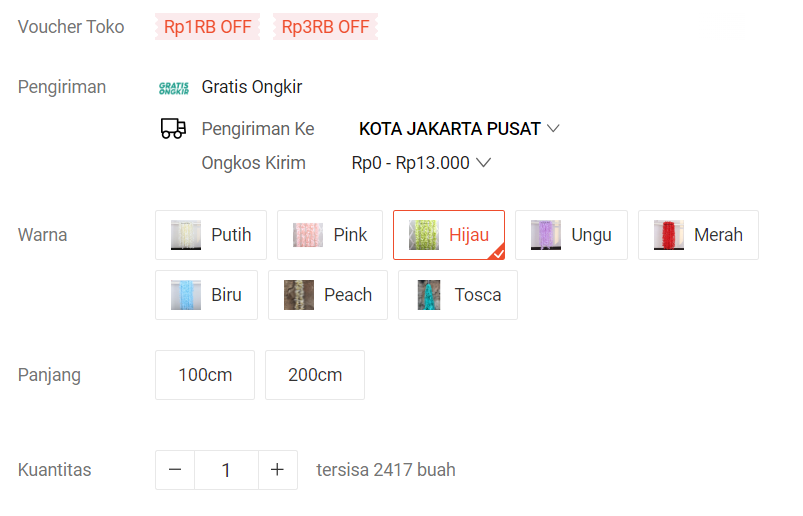 Voucher Toko Rp1RB OFF Rp3RB OFF
Pengiriman GRATIS ONGKIR Gratis Ongkir
Pengiriman Ke KOTA JAKARTA PUSAT
Ongkos Kirim Rp0 - Rp13.000
Warna Putih Pink Hijau Ungu Merah
Biru Peach Tosca
Panjang 100cm 200cm
Kuantitas − 1 + tersisa 2417 buah